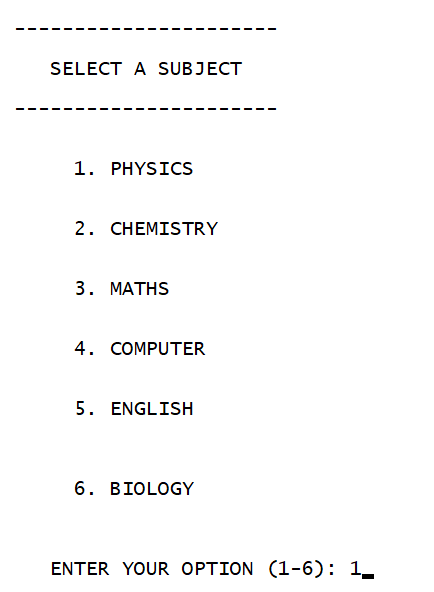 ----------------------
SELECT A SUBJECT
----------------------
1. PHYSICS
2. CHEMISTRY
3. MATHS
4. COMPUTER
5. ENGLISH
6. BIOLOGY
ENTER YOUR OPTION (1-6): 1_